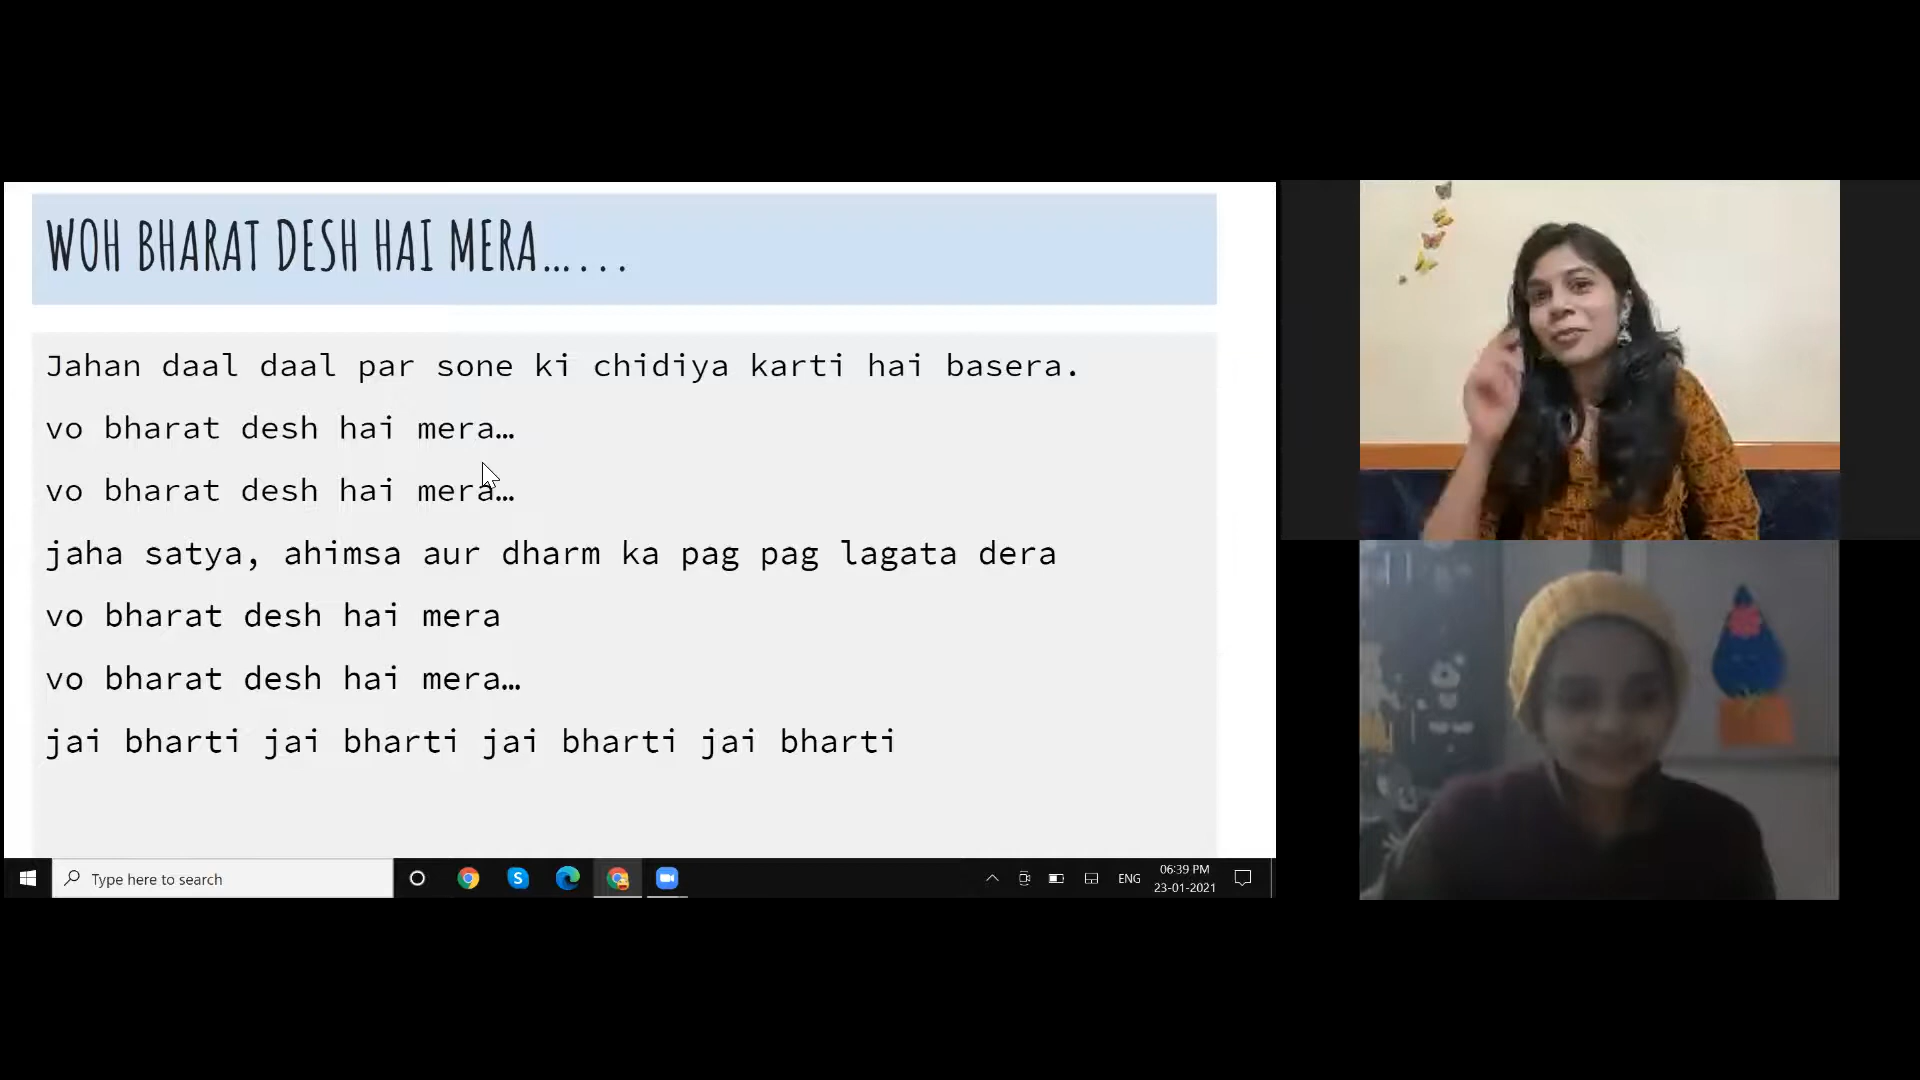 WOH BHARAT DESH HAI MERA…...
Jahan daal daal par sone ki chidiya karti hai basera.
vo bharat desh hai mera…
vo bharat desh hai mera…
jaha satya, ahimsa aur dharm ka pag pag lagata dera
vo bharat desh hai mera
vo bharat desh hai mera…
jai bharti jai bharti jai bharti jai bharti
Type here to search
ENG
06:39 PM
23-01-2021